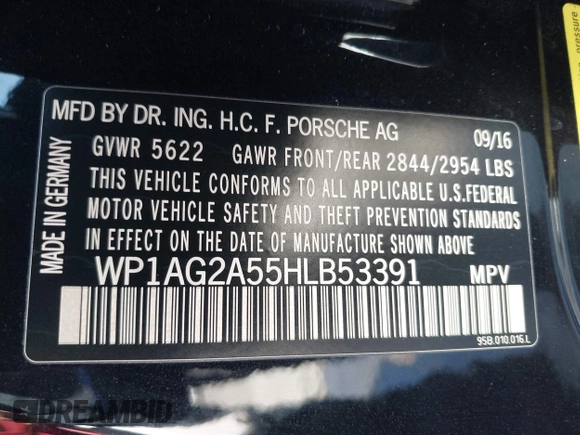 pressure
MFD BY DR. ING. H.C. F. PORSCHE AG 09/16
GVWR 5622 GAWR FRONT/REAR 2844/2954 LBS
THIS VEHICLE CONFORMS TO ALL APPLICABLE U.S.FEDERAL
MOTOR VEHICLE SAFETY AND THEFT PREVENTION STANDARDS
IN EFFECT ON THE DATE OF MANUFACTURE SHOWN ABOVE
WP1AG2A55HLB53391 MPV
MADE IN GERMANY
95B.010.016.L
DREAMBID